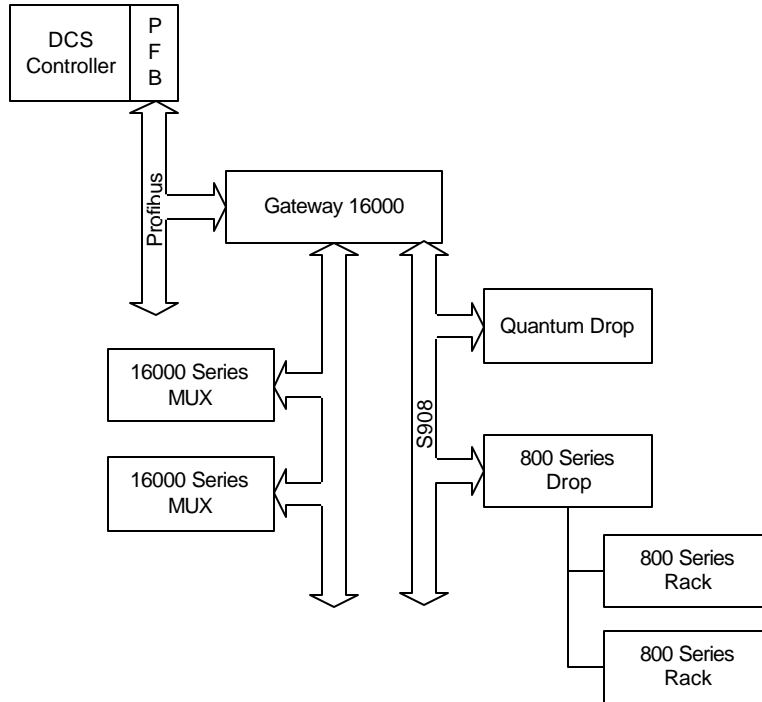 DCS
Controller
P
F
B
Profibus
Gateway 16000
Quantum Drop
16000 Series
MUX
S908
800 Series
Drop
16000 Series
MUX
800 Series
Rack
800 Series
Rack